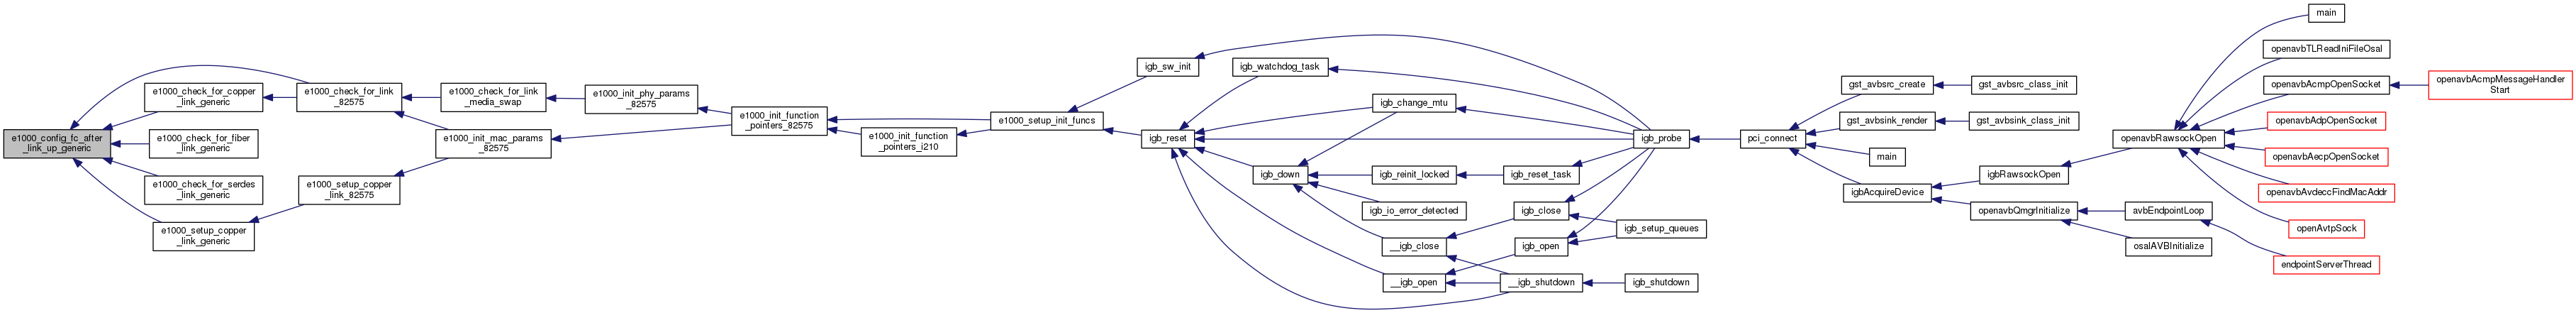 e1000_config_fc_after
_link_up_generic
e1000_check_for_copper
_link_generic
e1000_check_for_fiber
_link_generic
e1000_check_for_serdes
_link_generic
e1000_setup_copper
_link_generic
e1000_check_for_link
_82575
e1000_setup_copper
_link_82575
e1000_check_for_link
_media_swap
e1000_init_mac_params
_82575
e1000_init_phy_params
_82575
e1000_init_function
_pointers_82575
e1000_init_function
_pointers_i210
e1000_setup_init_funcs
igb_sw_init
igb_reset
igb_watchdog_task
igb_down
igb_change_mtu
igb_reinit_locked
igb_io_error_detected
__igb_close
__igb_open
igb_reset_task
igb_close
igb_open
__igb_shutdown
igb_probe
igb_setup_queues
igb_shutdown
pci_connect
gst_avbsrc_create
gst_avbsink_render
main
igbAcquireDevice
gst_avbsrc_class_init
gst_avbsink_class_init
igbRawsockOpen
openavbQmgrInitialize
openavbRawsockOpen
avbEndpointLoop
osalAVBInitialize
main
openavbTLReadIniFileOsal
openavbAcmpOpenSocket
openavbAdpOpenSocket
openavbAecpOpenSocket
openavbAvdeccFindMacAddr
openAvtpSock
endpointServerThread
openavbAcmpMessageHandler
Start